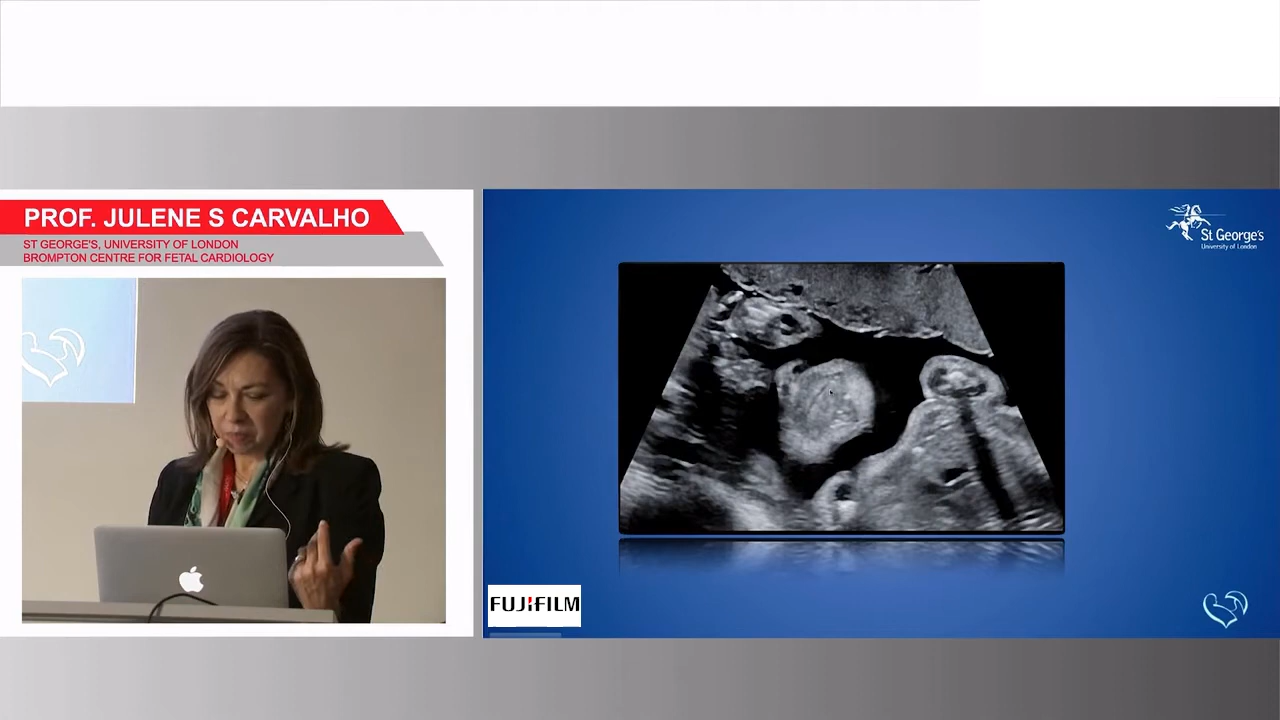 PROF. JULENE S CARVALHO
ST GEORGE'S, UNIVERSITY OF LONDON
BROMPTON CENTRE FOR FETAL CARDIOLOGY
St George's
University of London
FUJIFILM